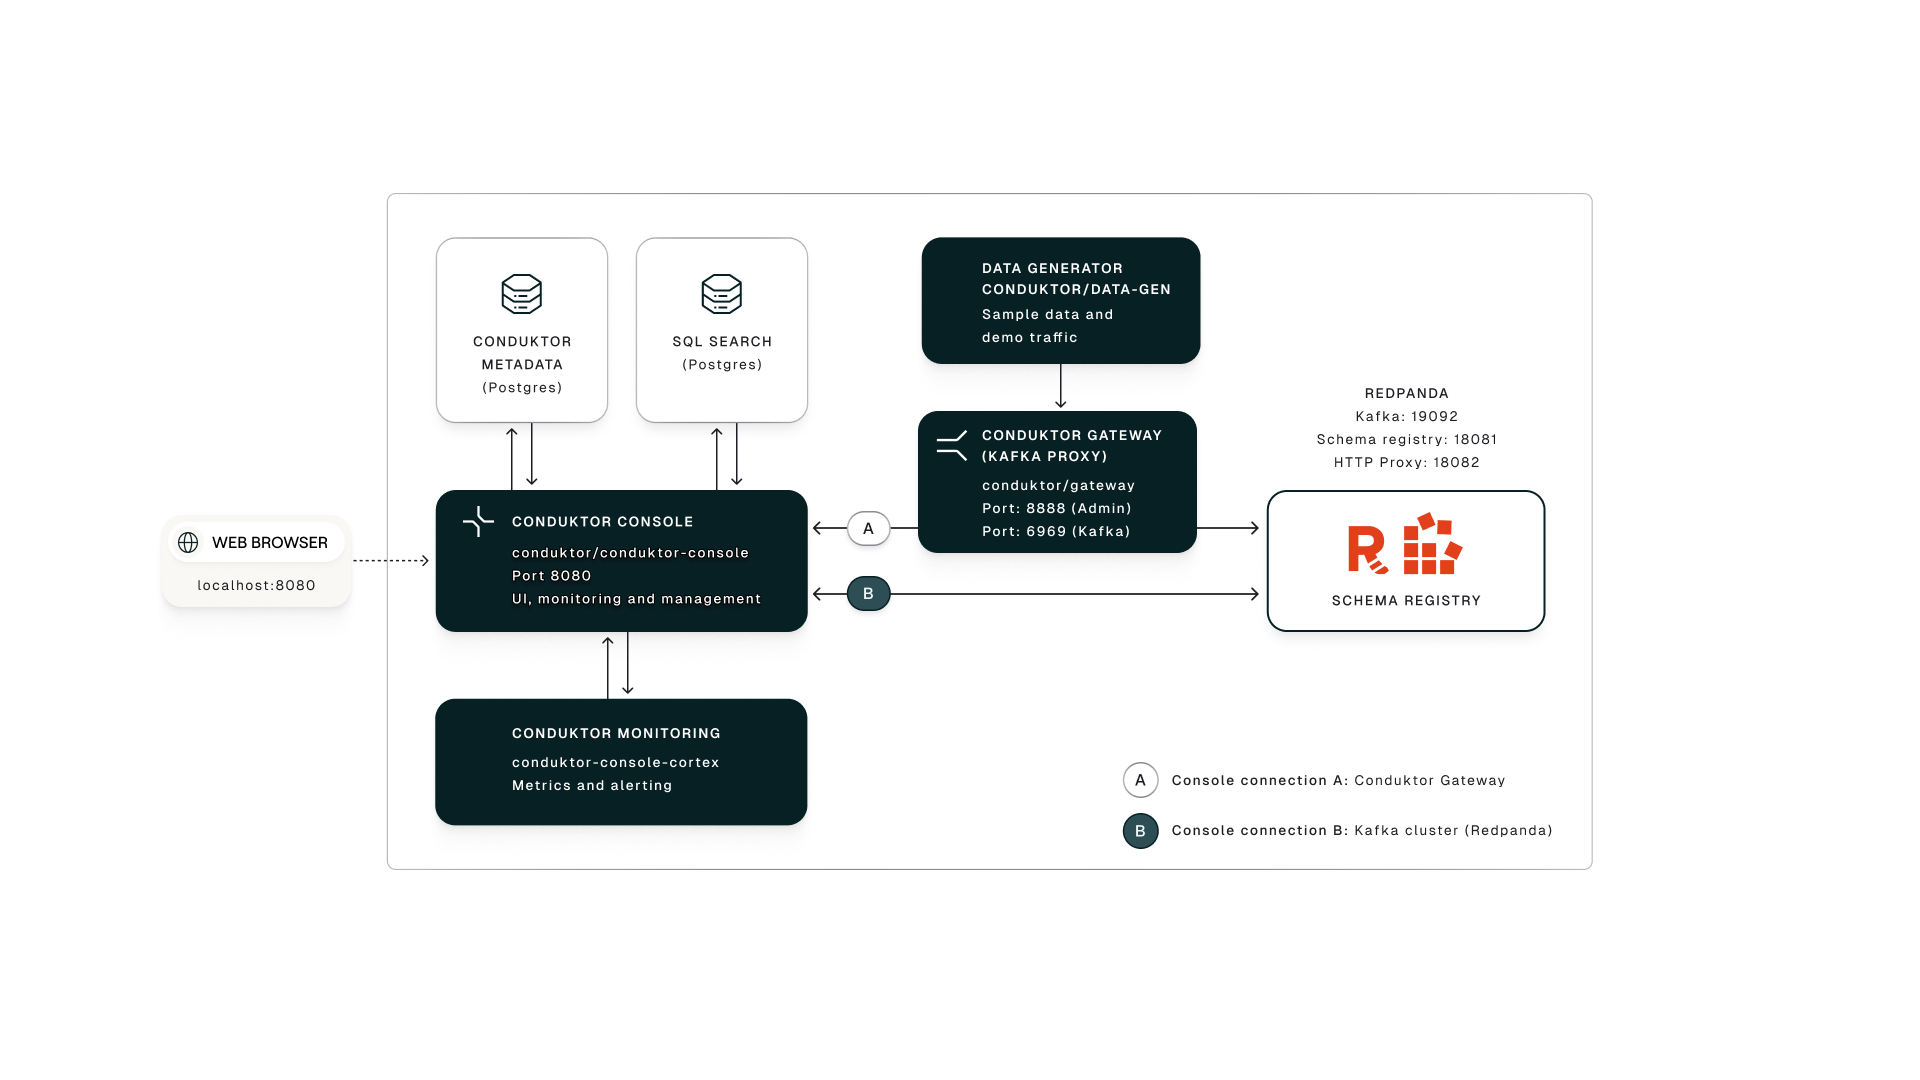 CONDUKTOR
METADATA
(Postgres)
SQL SEARCH
(Postgres)
DATA GENERATOR
CONDUKTOR/DATA-GEN
Sample data and
demo traffic
REDPANDA
Kafka: 19092
Schema registry: 18081
HTTP Proxy: 18082
CONDUKTOR GATEWAY
(KAFKA PROXY)
conduktor/gateway
Port: 8888 (Admin)
Port: 6969 (Kafka)
WEB BROWSER
localhost:8080
CONDUKTOR CONSOLE
conduktor/conduktor-console
Port 8080
UI, monitoring and management
A
B
R
SCHEMA REGISTRY
CONDUKTOR MONITORING
conduktor-console-cortex
Metrics and alerting
A Console connection A: Conduktor Gateway
B Console connection B: Kafka cluster (Redpanda)